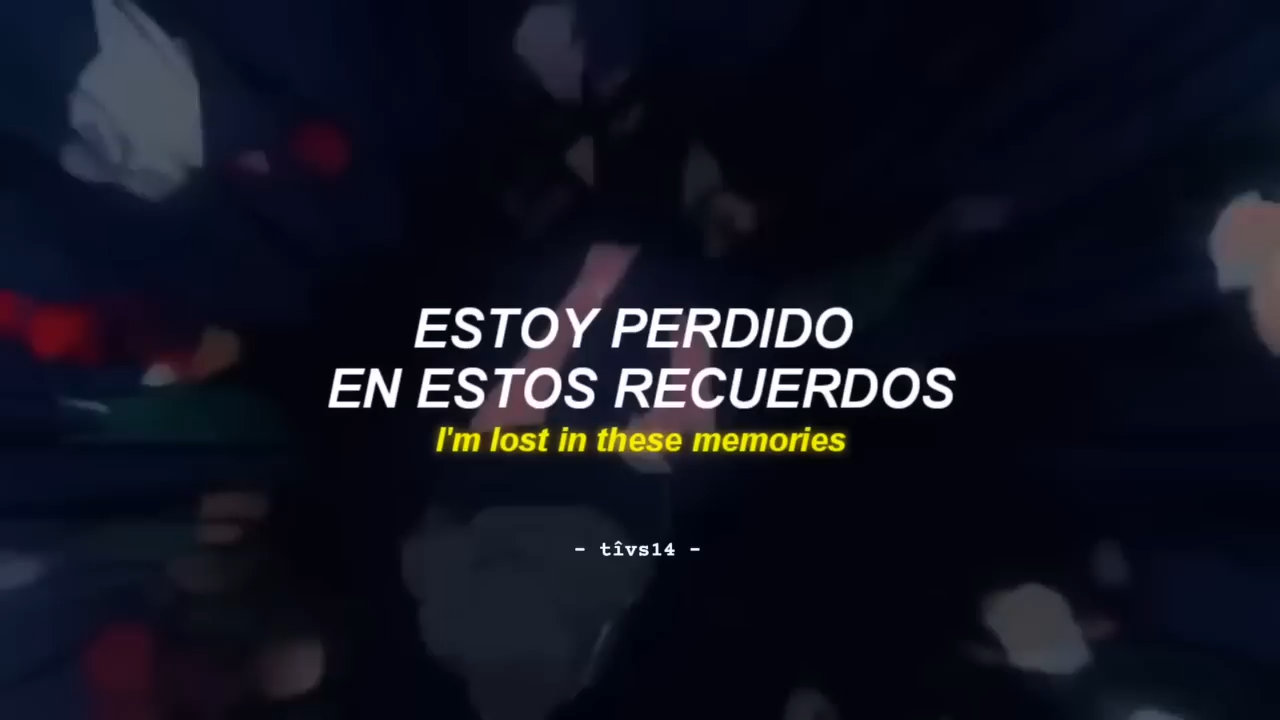 ESTOY PERDIDO
EN ESTOS RECUERDOS
I'm lost in these memories
- tîvs14 -